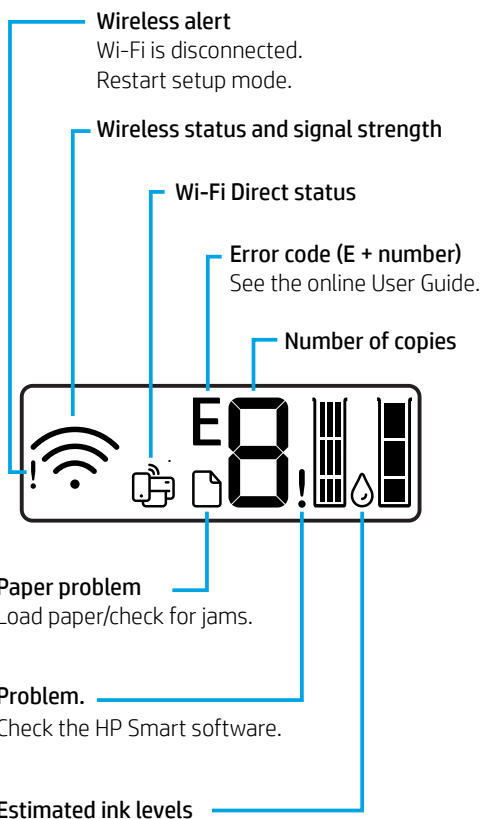 Wireless alert
Wi-Fi is disconnected.
Restart setup mode.
Wireless status and signal strength
Wi-Fi Direct status
Error code (E + number)
See the online User Guide.
Number of copies
E8
!
!
Paper problem
Load paper/check for jams.
Problem.
Check the HP Smart software.
Estimated ink levels